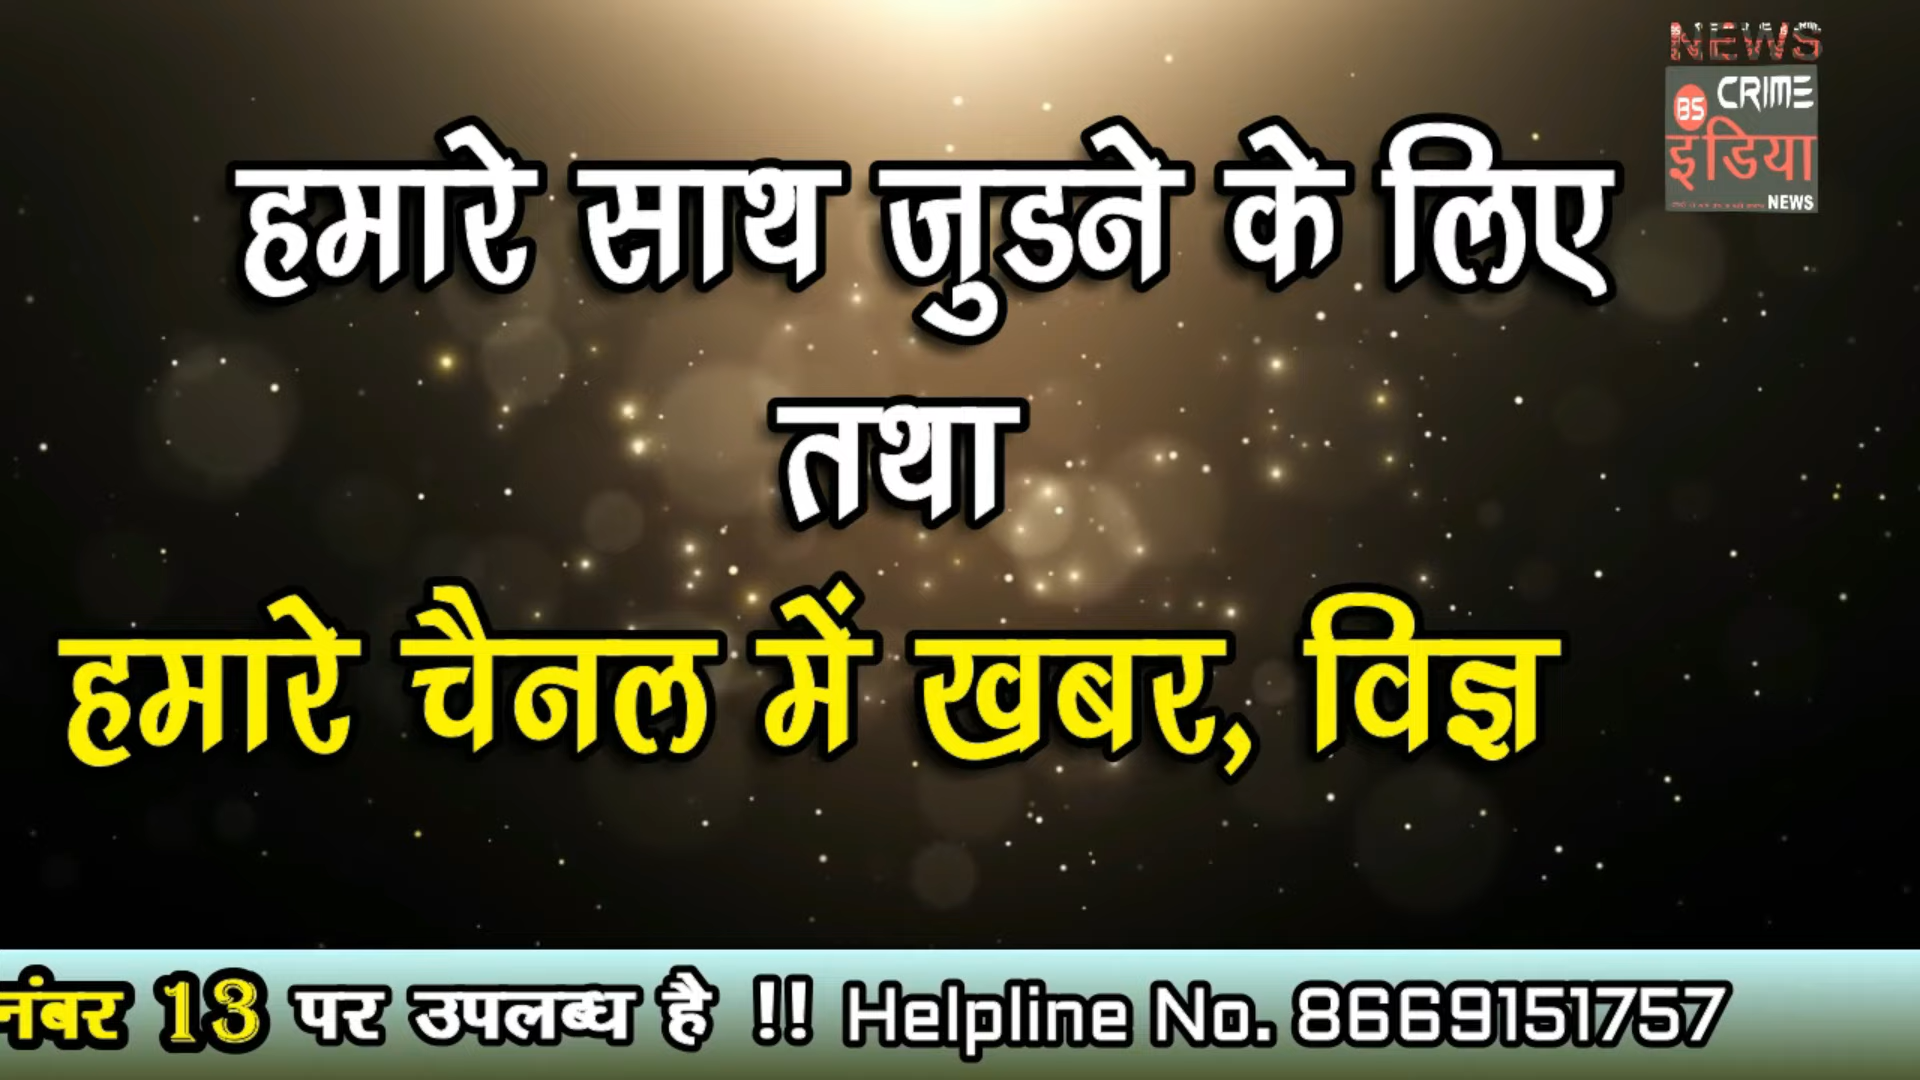 NEWS
BS CRIME
इंडिया
NEWS
हमारे साथ जुडने के लिए
तथा
हमारे चैनल में खबर, विज्ञ
नंबर 13 पर उपलब्ध है !! Helpline No. 8669151757